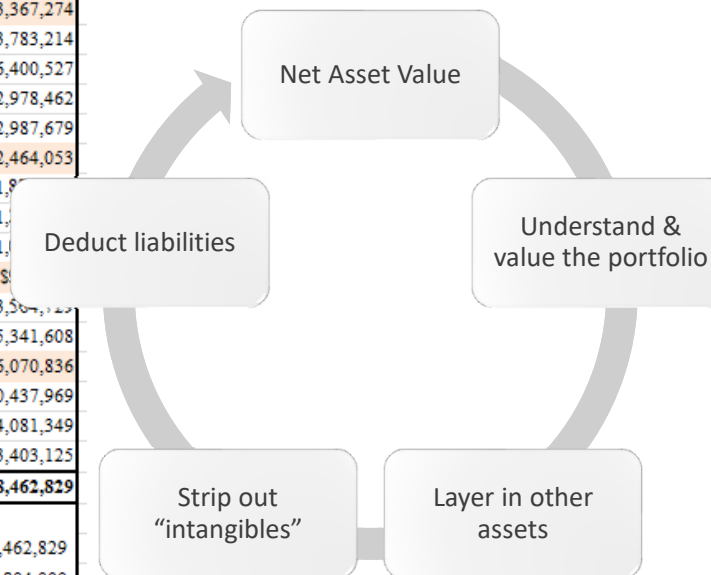 3,367,274
3,783,214
5,400,527
2,978,462
2,987,679
2,464,053
5,341,608
5,070,836
0,437,969
4,081,349
3,403,125
3,462,829
,462,829
Net Asset Value
Understand &
value the portfolio
Layer in other
assets
Strip out
“intangibles”
Deduct liabilities